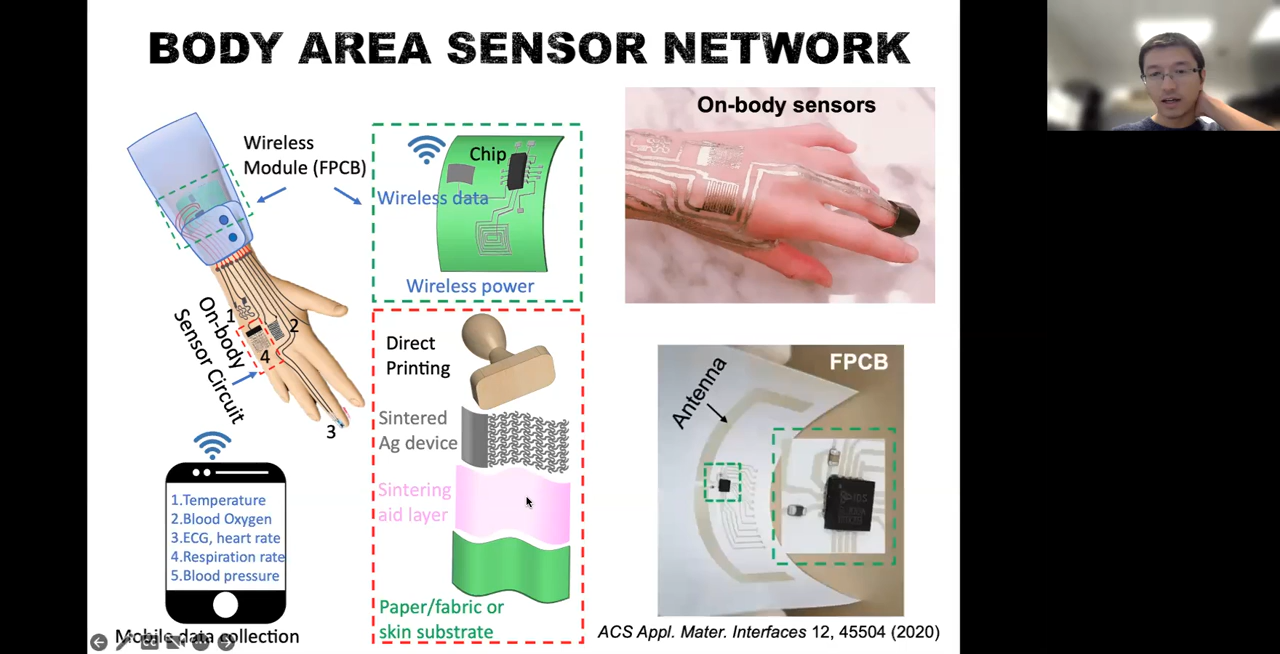 BODY AREA SENSOR NETWORK
Wireless
Module (FPCB)
Chip
Wireless data
Wireless power
On-body
Sensor Circuit
1
2
4
3
1.Temperature
2.Blood Oxygen
3.ECG, heart rate
4.Respiration rate
5.Blood pressure
Mobile data collection
Direct
Printing
Sintered
Ag device
Sintering
aid layer
Paper/fabric or
skin substrate
On-body sensors
FPCB
Antenna
IDS
ACS Appl. Mater. Interfaces 12, 45504 (2020)